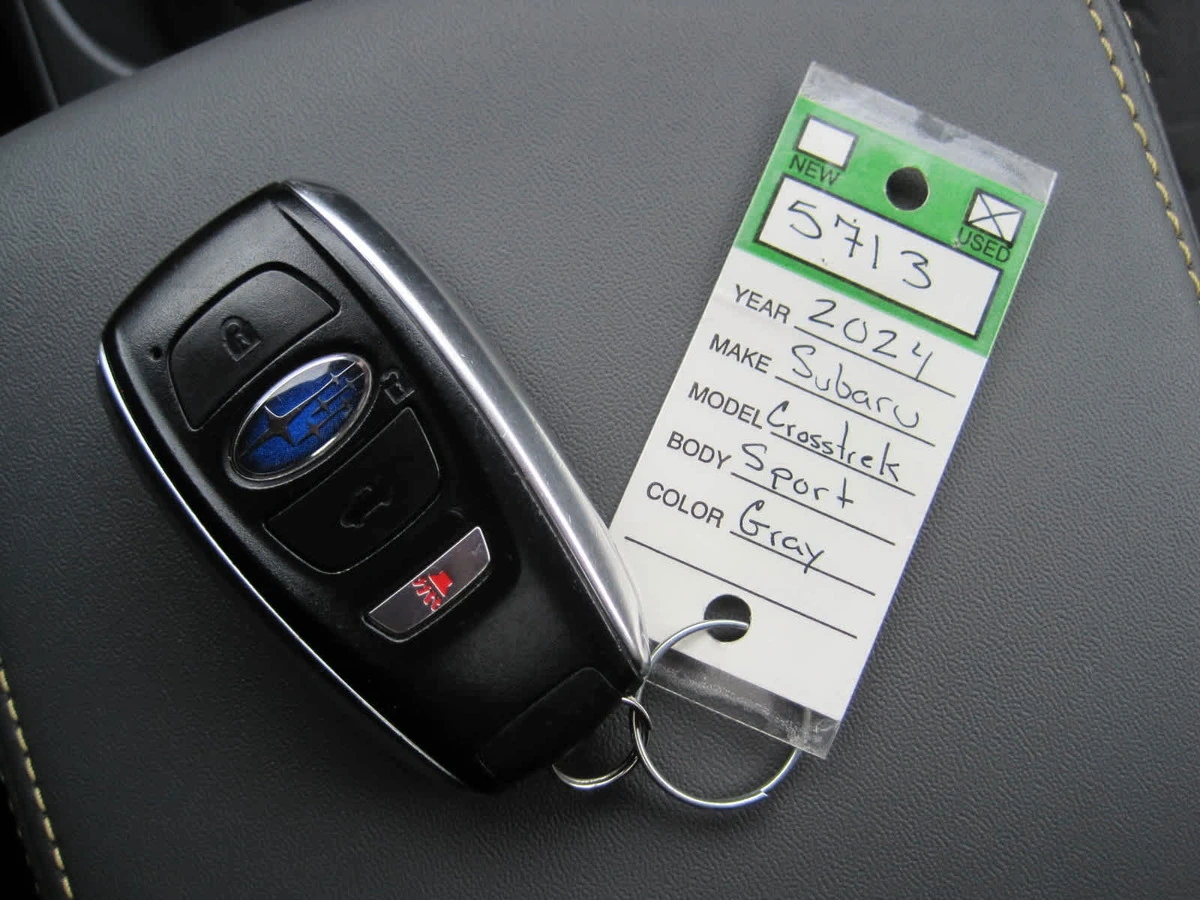 NEW
USED
5713
YEAR 2024
MAKE Subaru
MODEL Crosstrek
BODY Sport
COLOR Gray